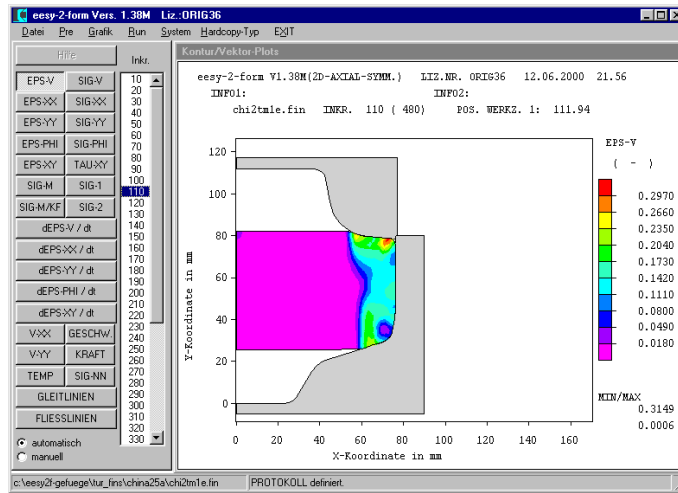 eesy-2-form Vers. 1.38M Liz.:ORIG36
Datei Pre Grafik Run System Hardcopy-Typ EXIT
Hilfe
Inkr.
EPS-V SIG-V
EPS-XX SIG-XX
EPS-YY SIG-YY
EPS-PHI SIG-PHI
EPS-XY TAU-XY
SIG-M SIG-1
SIG-M/KF SIG-2
dEPS-V / dt
dEPS-XX / dt
dEPS-YY / dt
dEPS-PHI / dt
dEPS-XY / dt
V-XX GESCHW.
V-YY KRAFT
TEMP SIG-NN
GLEITLINIEN
FLIESSLINIEN
automatisch
manuell
10
20
30
40
50
60
70
80
90
100
110
120
130
140
150
160
170
180
190
200
210
220
230
240
250
260
270
280
290
300
310
320
330
Kontur/Vektor-Plots
eesy-2-form V1.38M(2D-AXIAL-SYMM.) LIZ.NR. ORIG36 12.06.2000 21.56
INFO1: INFO2:
chi2tm1e.fin INKR. 110 ( 480) POS. WERKZ. 1: 111.94
120
100
80
60
40
20
0
Y-Koordinate in mm
0 20 40 60 80 100 120 140 160
X-Koordinate in mm
EPS-V
( - )
0.2970
0.2660
0.2350
0.2040
0.1730
0.1420
0.1110
0.0800
0.0490
0.0180
MIN/MAX
0.3149
0.0006
c:\eesy2f-gefuege\tur_fins\china25a\chi2tm1e.fin PROTOKOLL definiert.